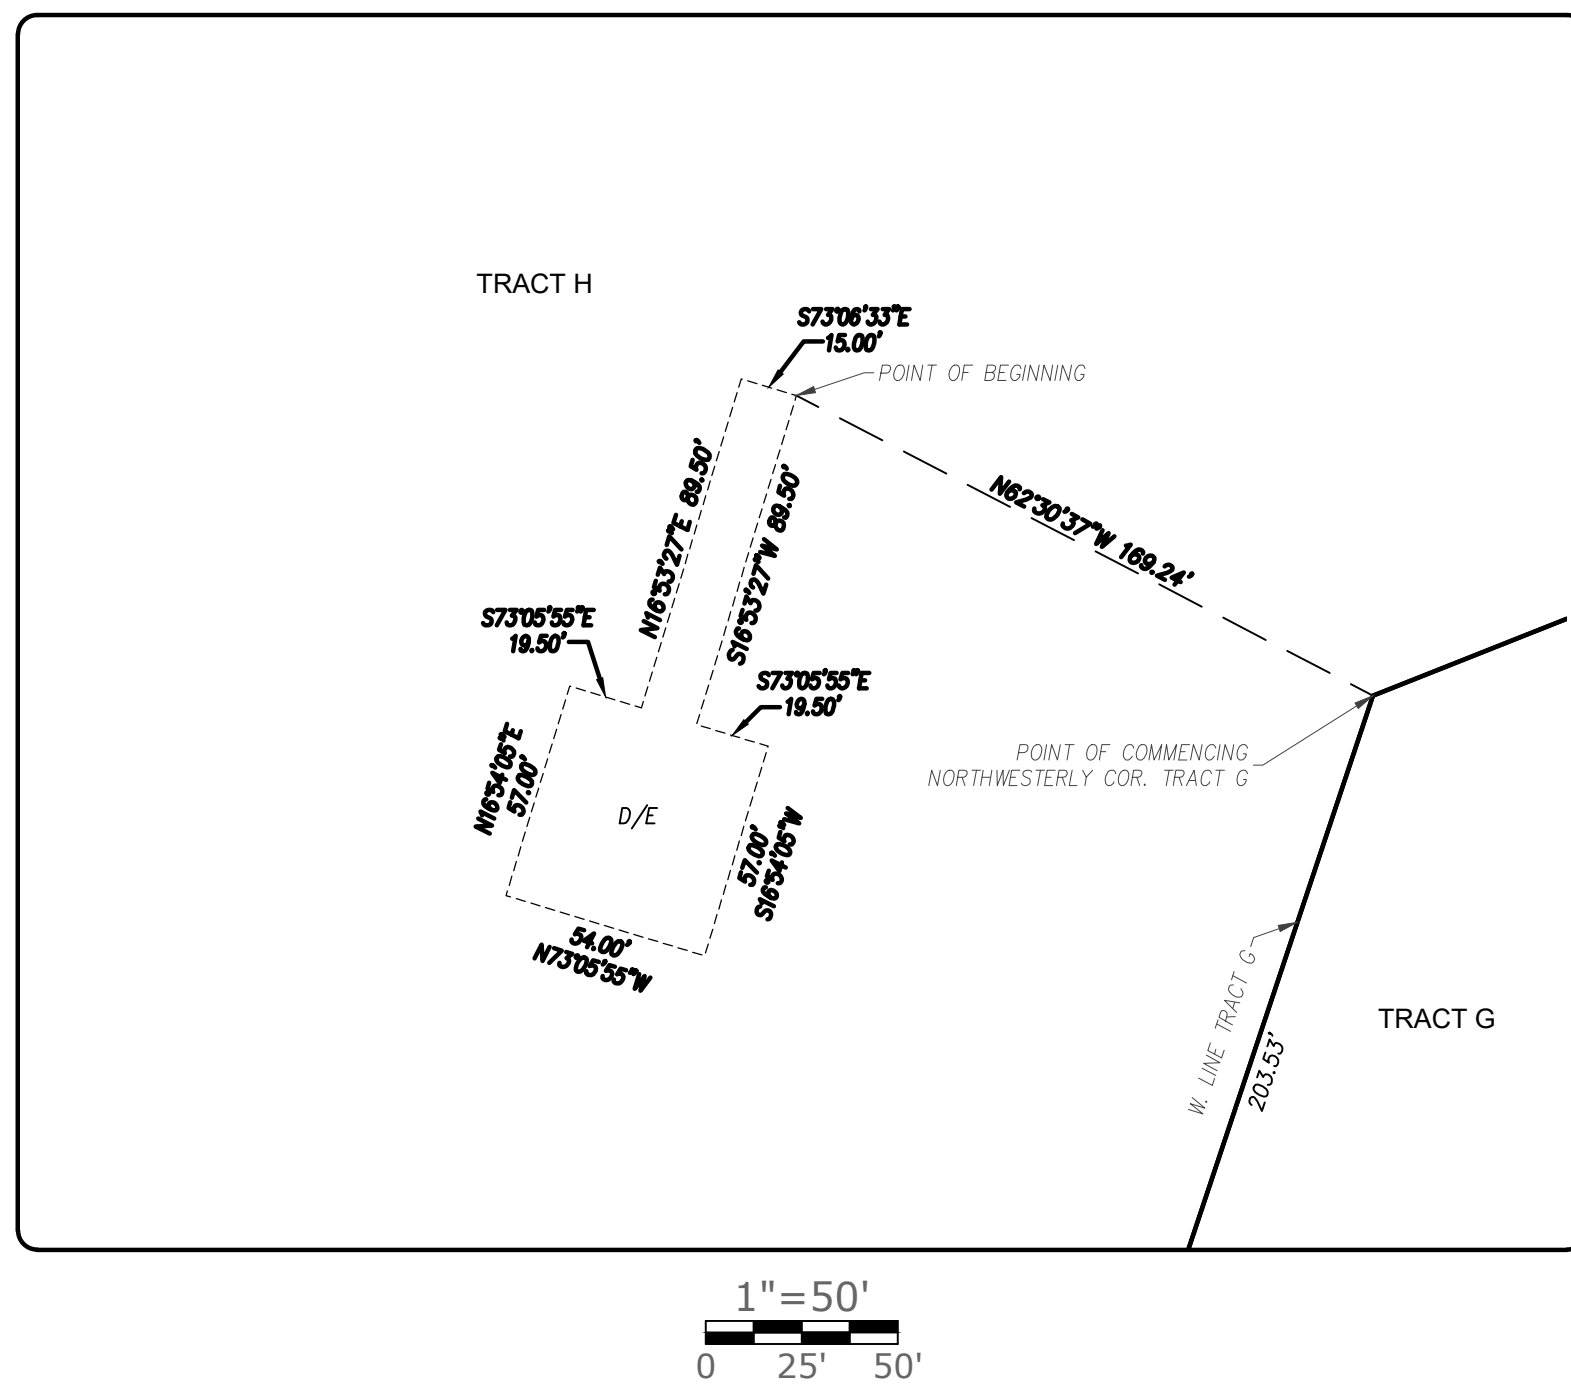 TRACT H
S73°06'33"E
15.00'
POINT OF BEGINNING
N16°53'27"E 89.50'
S16°53'27"W 89.50'
N62°30'37"W 169.24'
S73°05'55"E
19.50'
S73°05'55"E
19.50'
POINT OF COMMENCING
NORTHWESTERLY COR. TRACT G
N16°54'05"E
57.00'
D/E
57.00'
S16°54'05"W
54.00'
N73°05'55"W
W. LINE TRACT G
203.53'
TRACT G
1"=50'
0 25' 50'